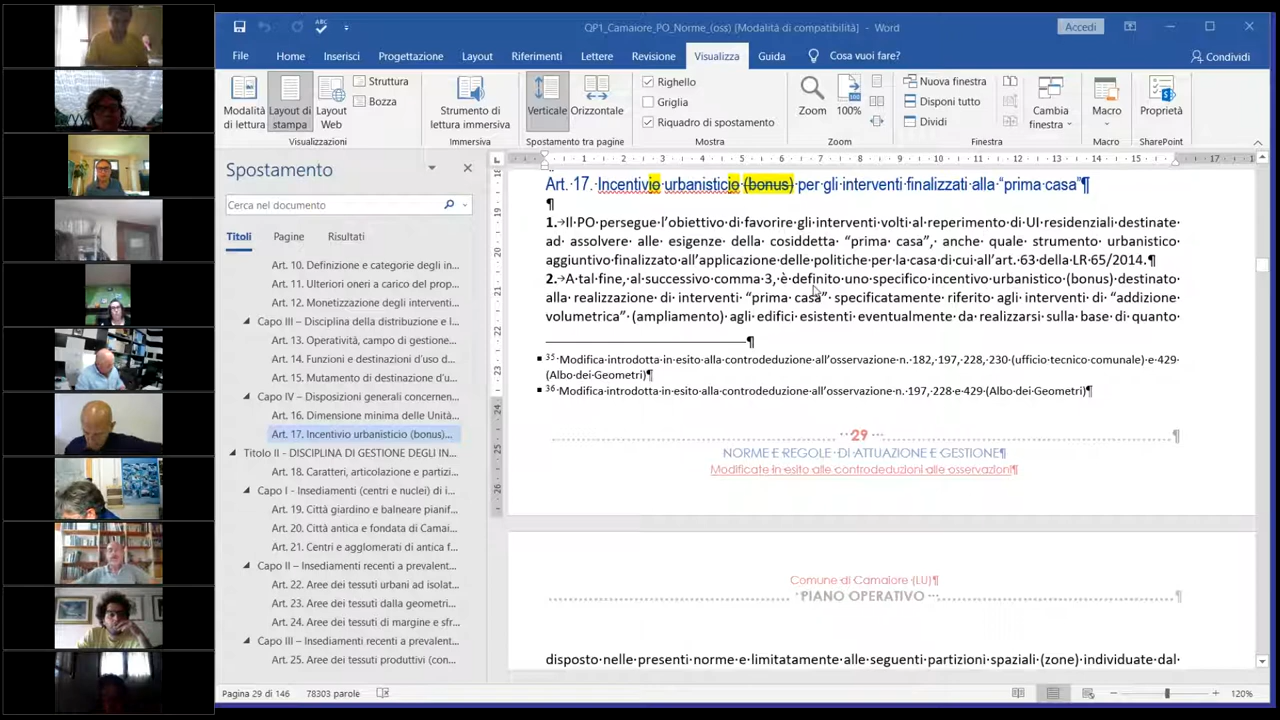 QP1_Camaiore_PO_Norme_(oss) [Modalità di compatibilità] - Word
Accedi
File Home Inserisci Progettazione Layout Riferimenti Lettere Revisione Visualizza Guida Cosa vuoi fare? Condividi
Modalità di lettura
Layout di stampa
Layout Web
Struttura
Bozza
Visualizzazioni
Strumento di lettura immersiva
Immersiva
Verticale
Orizzontale
Spostamento tra pagine
Righello
Griglia
Riquadro di spostamento
Mostra
Zoom
100%
Zoom
Nuova finestra
Disponi tutto
Dividi
Cambia finestra
Finestra
Macro
Macro
Proprietà
SharePoint
Spostamento
Cerca nel documento
Titoli Pagine Risultati
Art. 10. Definizione e categorie degli in...
Art. 11. Ulteriori oneri a carico del prop...
Art. 12. Monetizzazione degli interventi...
Capo III – Disciplina della distribuzione e l...
Art. 13. Operatività, campo di gestione...
Art. 14. Funzioni e destinazioni d'uso d...
Art. 15. Mutamento di destinazione d'u...
Capo IV – Disposizioni generali concernen...
Art. 16. Dimensione minima delle Unità...
Art. 17. Incentivio urbanisticio (bonus)...
Titolo II - DISCIPLINA DI GESTIONE DEGLI IN...
Art. 18. Caratteri, articolazione e partizi...
Capo I - Insediamenti (centri e nuclei) di i...
Art. 19. Città giardino e balneare pianif...
Art. 20. Città antica e fondata di Camai...
Art. 21. Centri e agglomerati di antica f...
Capo II – Insediamenti recenti a prevalent...
Art. 22. Aree dei tessuti urbani ad isolat...
Art. 23. Aree dei tessuti dalla geometri...
Art. 24. Aree dei tessuti di margine e sfr...
Capo III – Insediamenti recenti a prevalent...
Art. 25. Aree dei tessuti produttivi (con...
Art. 17. Incentivio urbanisticio (bonus) per gli interventi finalizzati alla “prima casa”¶
¶
1.→Il PO persegue l'obiettivo di favorire gli interventi volti al reperimento di UI residenziali destinate
ad assolvere alle esigenze della cosiddetta “prima casa”, anche quale strumento urbanistico
aggiuntivo finalizzato all'applicazione delle politiche per la casa di cui all'art. 63 della LR 65/2014.¶
2.→A tal fine, al successivo comma 3, è definito uno specifico incentivo urbanistico (bonus) destinato
alla realizzazione di interventi “prima casa” specificatamente riferito agli interventi di “addizione
volumetrica” (ampliamento) agli edifici esistenti eventualmente da realizzarsi sulla base di quanto
¶
35 Modifica introdotta in esito alla controdeduzione all'osservazione n. 182, 197, 228, 230 (ufficio tecnico comunale) e 429
(Albo dei Geometri)¶
36 Modifica introdotta in esito alla controdeduzione all'osservazione n. 197, 228 e 429 (Albo dei Geometri)¶
29 ¶
NORME E REGOLE DI ATTUAZIONE E GESTIONE¶
Modificate in esito alle controdeduzioni alle osservazioni¶
Comune di Camaiore (LU)¶
PIANO OPERATIVO ¶
disposto nelle presenti norme e limitatamente alle seguenti partizioni spaziali (zone) individuate dal
Pagina 29 di 146 78303 parole 120%